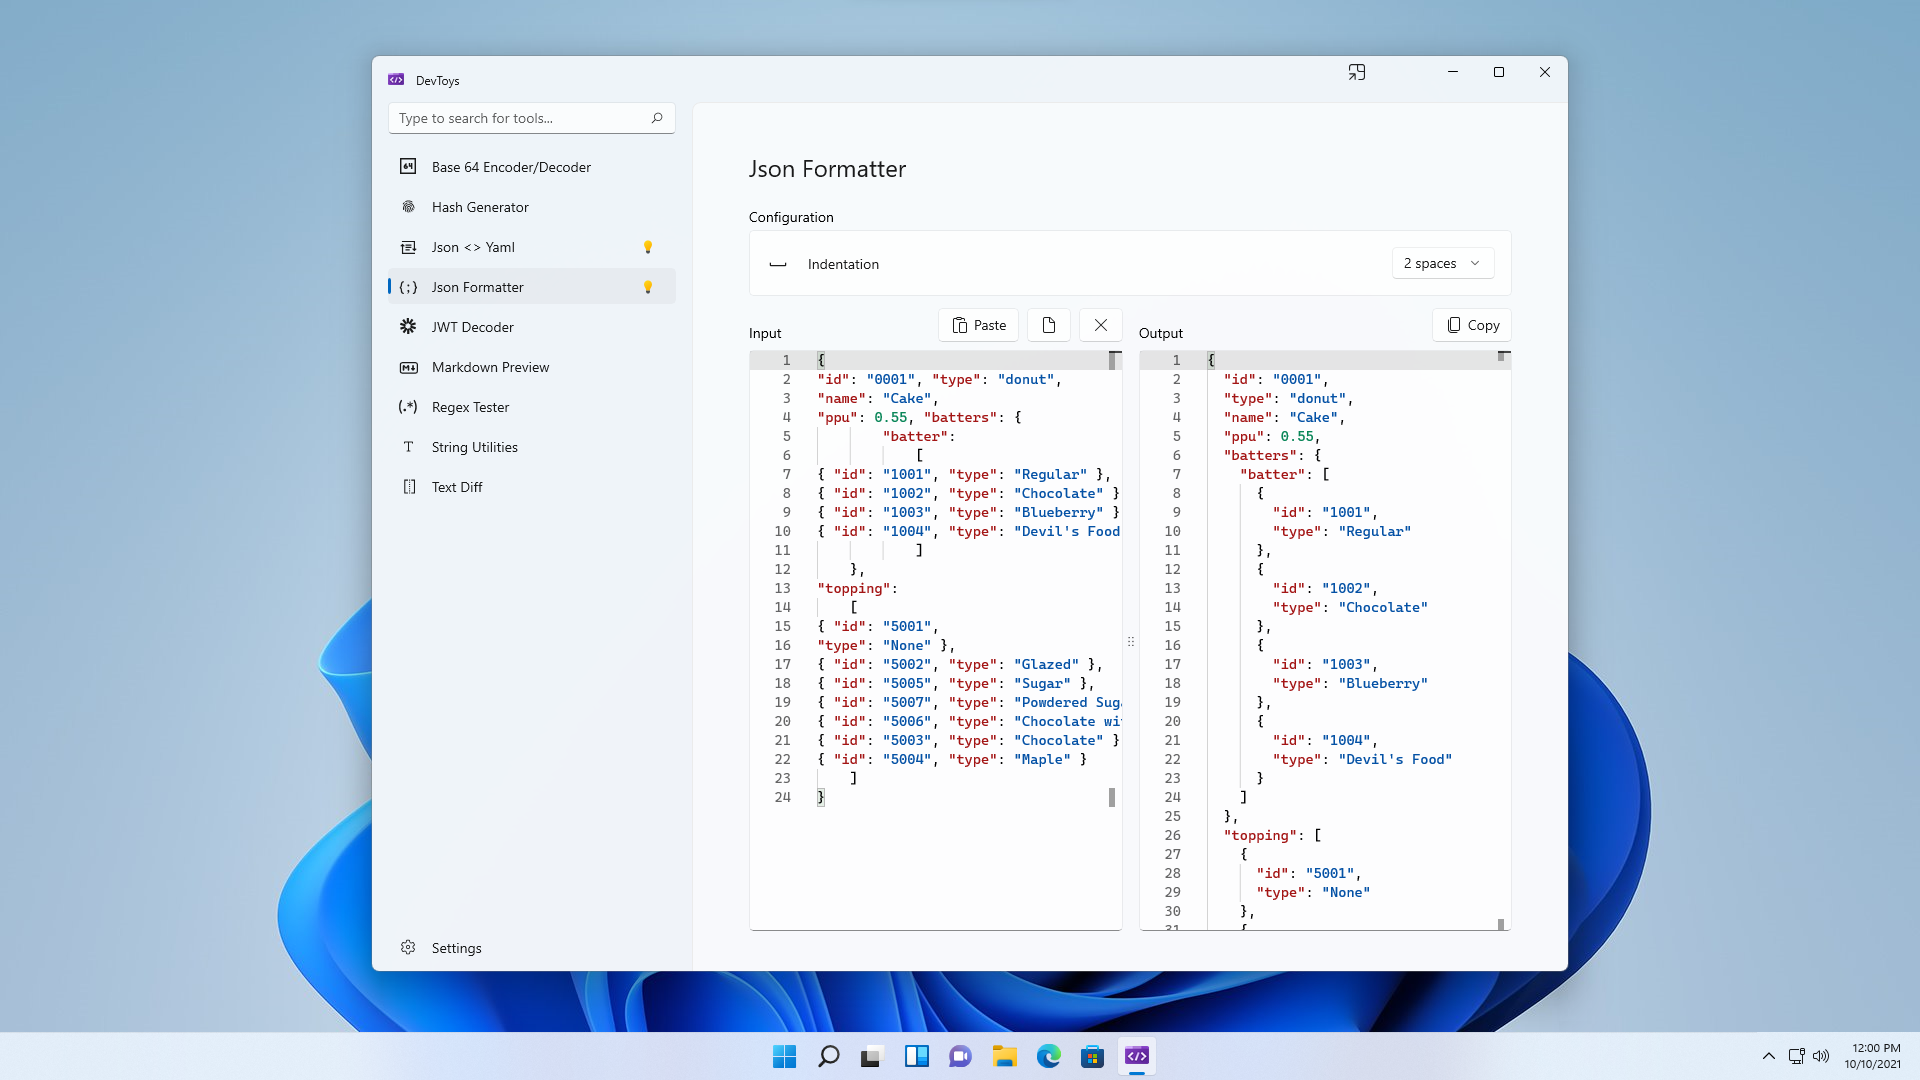 DevToys
Type to search for tools...
Base 64 Encoder/Decoder
Hash Generator
Json <> Yaml
Json Formatter
JWT Decoder
Markdown Preview
Regex Tester
String Utilities
Text Diff
Settings
Json Formatter
Configuration
Indentation
2 spaces
Input
Paste
1 {
2 "id": "0001", "type": "donut",
3 "name": "Cake",
4 "ppu": 0.55, "batters": {
5 "batter":
6 [
7 { "id": "1001", "type": "Regular" },
8 { "id": "1002", "type": "Chocolate" }
9 { "id": "1003", "type": "Blueberry" }
10 { "id": "1004", "type": "Devil's Food
11 ]
12 },
13 "topping":
14 [
15 { "id": "5001",
16 "type": "None" },
17 { "id": "5002", "type": "Glazed" },
18 { "id": "5005", "type": "Sugar" },
19 { "id": "5007", "type": "Powdered Suga
20 { "id": "5006", "type": "Chocolate wi
21 { "id": "5003", "type": "Chocolate" }
22 { "id": "5004", "type": "Maple" }
23 ]
24 }
Output
Copy
1 {
2 "id": "0001",
3 "type": "donut",
4 "name": "Cake",
5 "ppu": 0.55,
6 "batters": {
7 "batter": [
8 {
9 "id": "1001",
10 "type": "Regular"
11 },
12 {
13 "id": "1002",
14 "type": "Chocolate"
15 },
16 {
17 "id": "1003",
18 "type": "Blueberry"
19 },
20 {
21 "id": "1004",
22 "type": "Devil's Food"
23 }
24 ]
25 },
26 "topping": [
27 {
28 "id": "5001",
29 "type": "None"
30 },
31 {
12:00 PM
10/10/2021